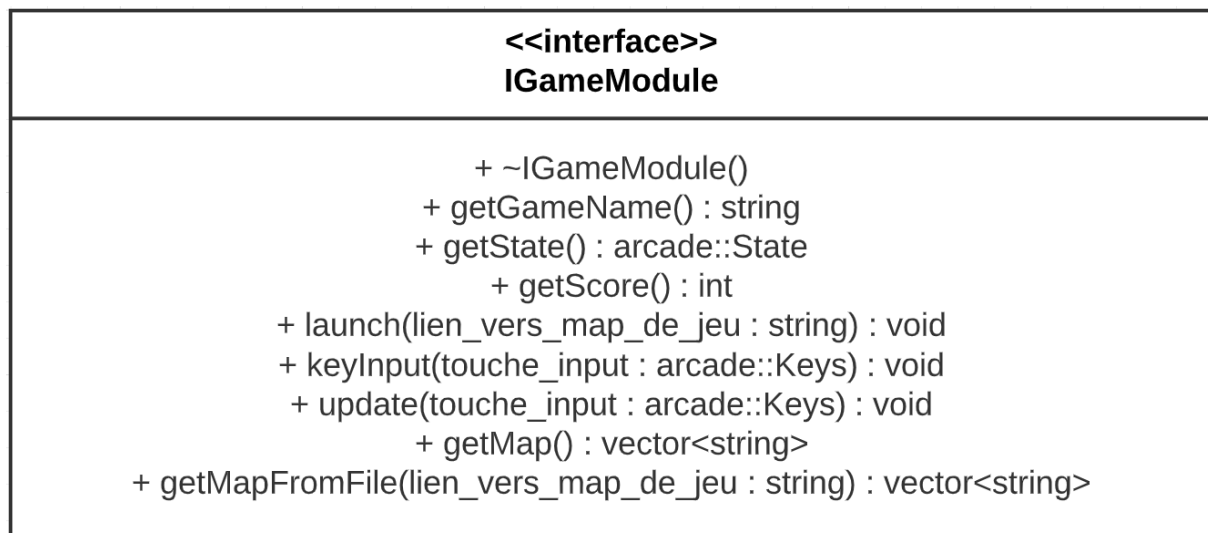 <<interface>>
IGameModule
+ ~IGameModule()
+ getGameName() : string
+ getState() : arcade::State
+ getScore() : int
+ launch(lien_vers_map_de_jeu : string) : void
+ keyInput(touche_input : arcade::Keys) : void
+ update(touche_input : arcade::Keys) : void
+ getMap() : vector<string>
+ getMapFromFile(lien_vers_map_de_jeu : string) : vector<string>